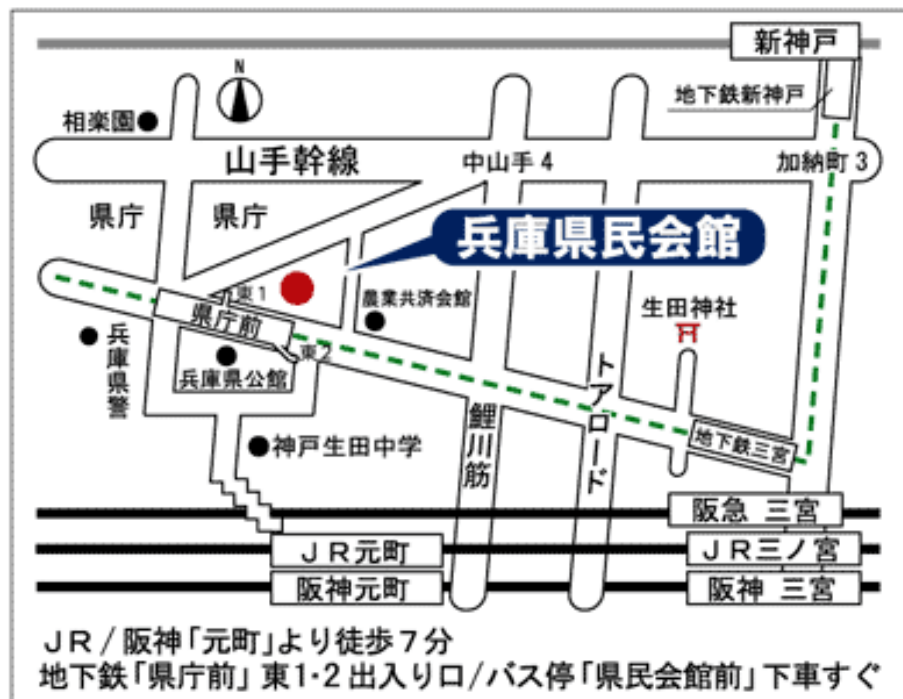 新神戸
N
地下鉄新神戸
相楽園
山手幹線
中山手4
加納町3
県庁
県庁
兵庫県民会館
東1
農業共済会館
生田神社
県庁前
東2
兵庫県警
兵庫県公館
トアロード
鯉川筋
地下鉄三宮
神戸生田中学
阪急 三宮
JR元町
JR三ノ宮
阪神元町
阪神 三宮
JR/阪神「元町」より徒歩7分
地下鉄「県庁前」東1・2出入り口/バス停「県民会館前」下車すぐ